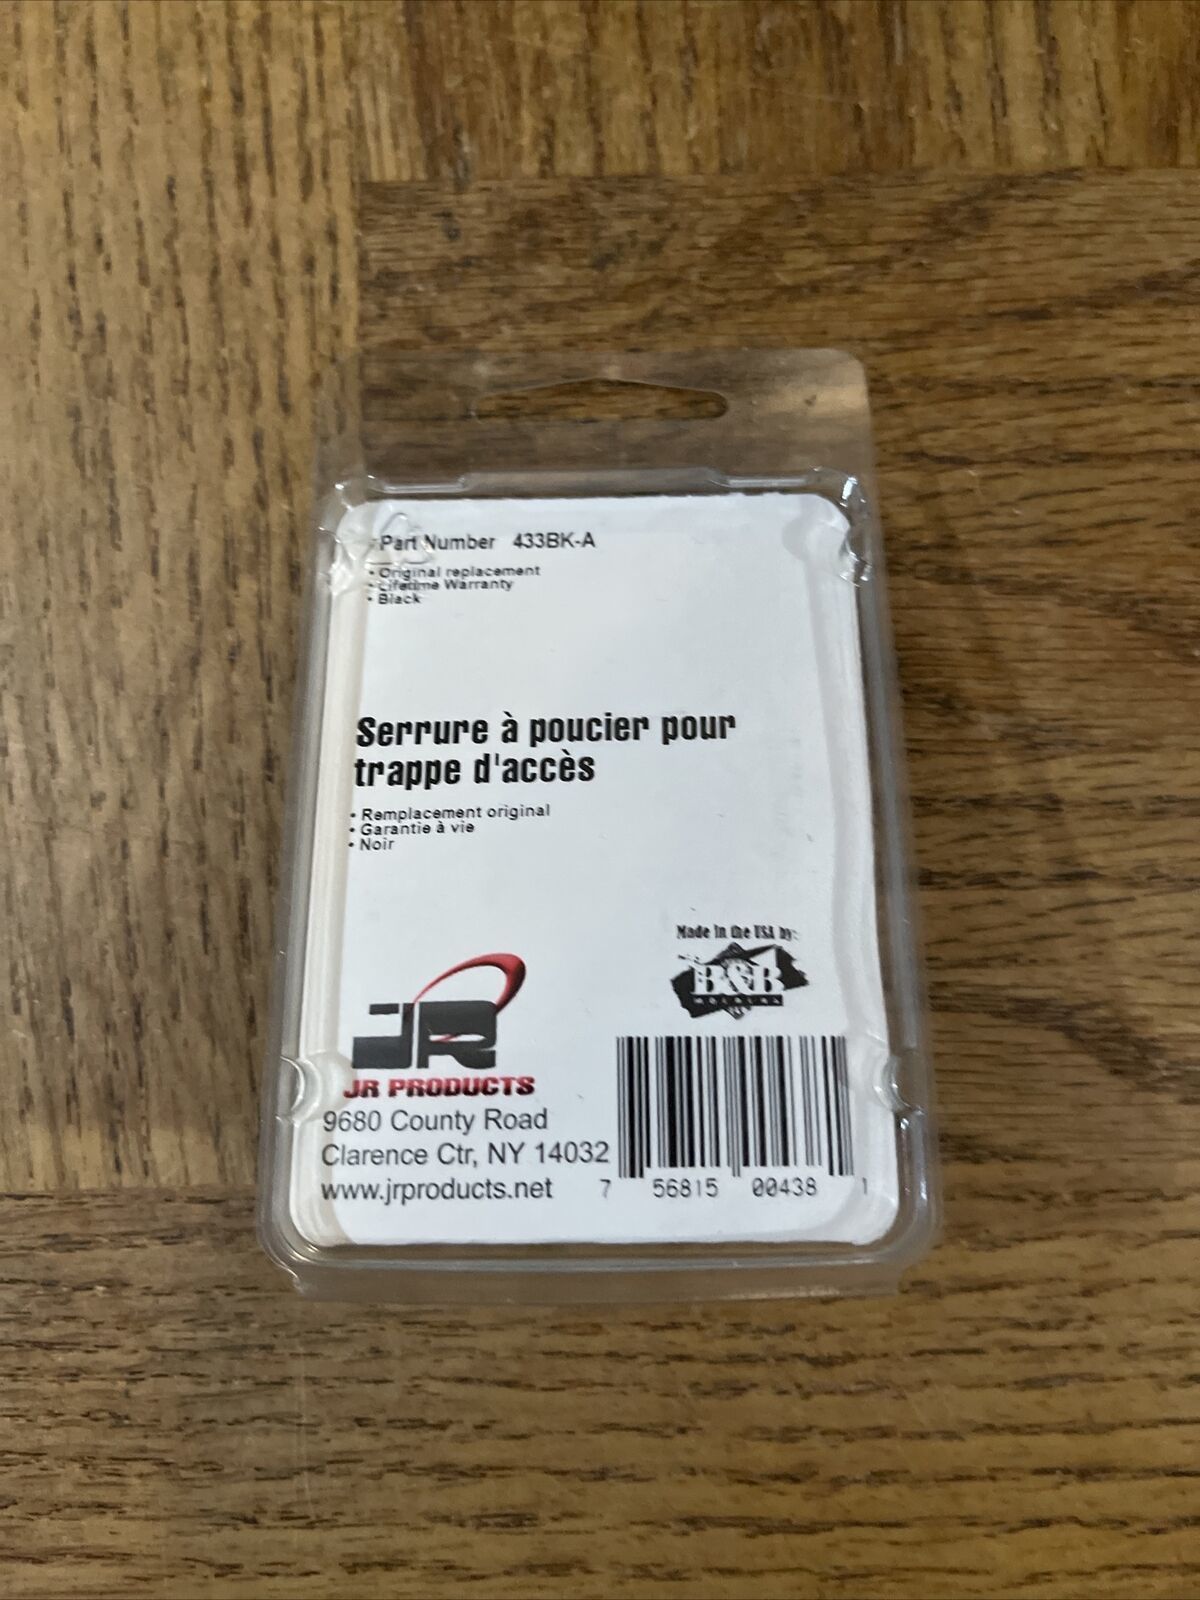 Part Number 433BK-A
• Original replacement
• Lifetime Warranty
• Black
Serrure à poucier pour
trappe d'accès
• Remplacement original
• Garantie à vie
• Noir
Made in the USA by:
B&B
MOLDERS
JR
JR PRODUCTS
9680 County Road
Clarence Ctr, NY 14032
www.jrproducts.net
7 56815 00438 1